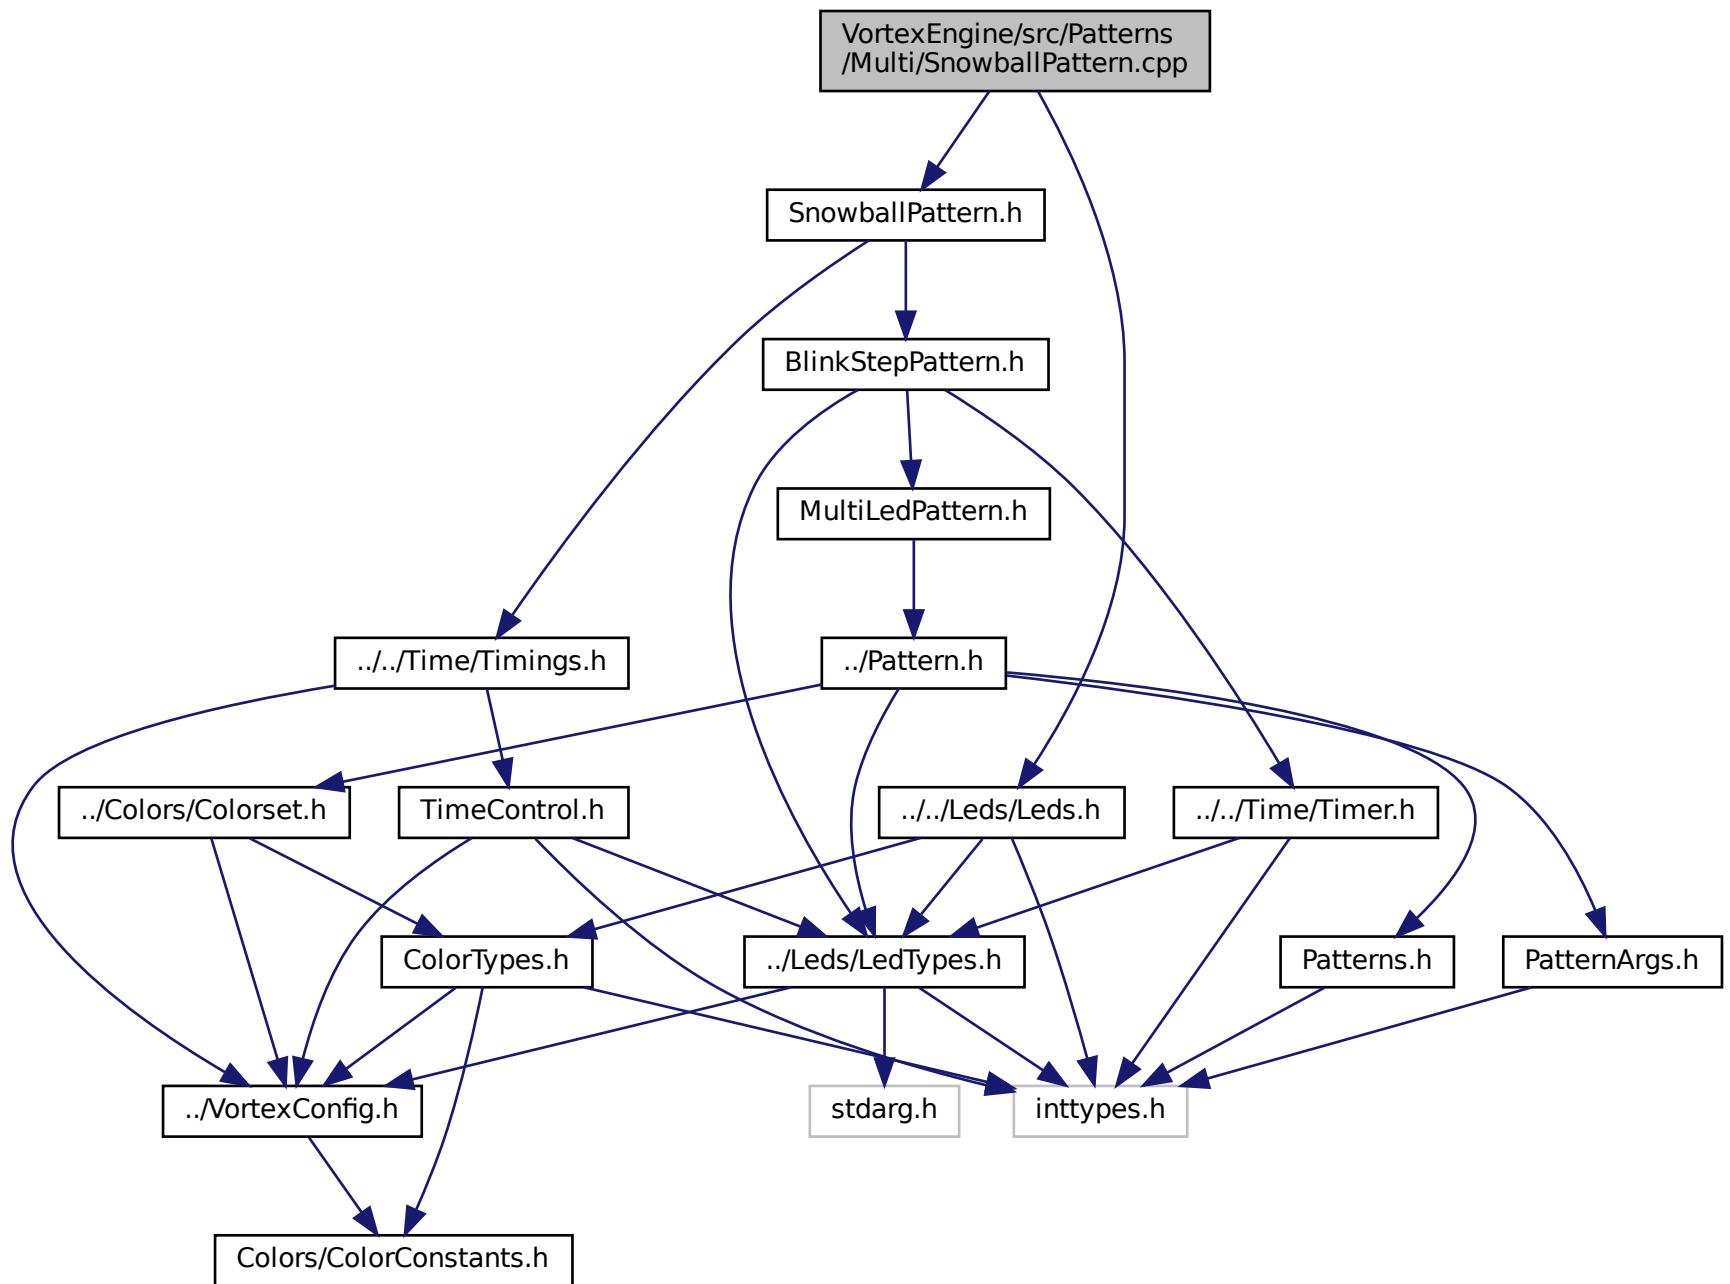 VortexEngine/src/Patterns
/Multi/SnowballPattern.cpp
SnowballPattern.h
BlinkStepPattern.h
MultiLedPattern.h
../../Time/Timings.h
../Pattern.h
../Colors/Colorset.h
TimeControl.h
../../Leds/Leds.h
../../Time/Timer.h
ColorTypes.h
../Leds/LedTypes.h
Patterns.h
PatternArgs.h
../VortexConfig.h
stdarg.h
inttypes.h
Colors/ColorConstants.h